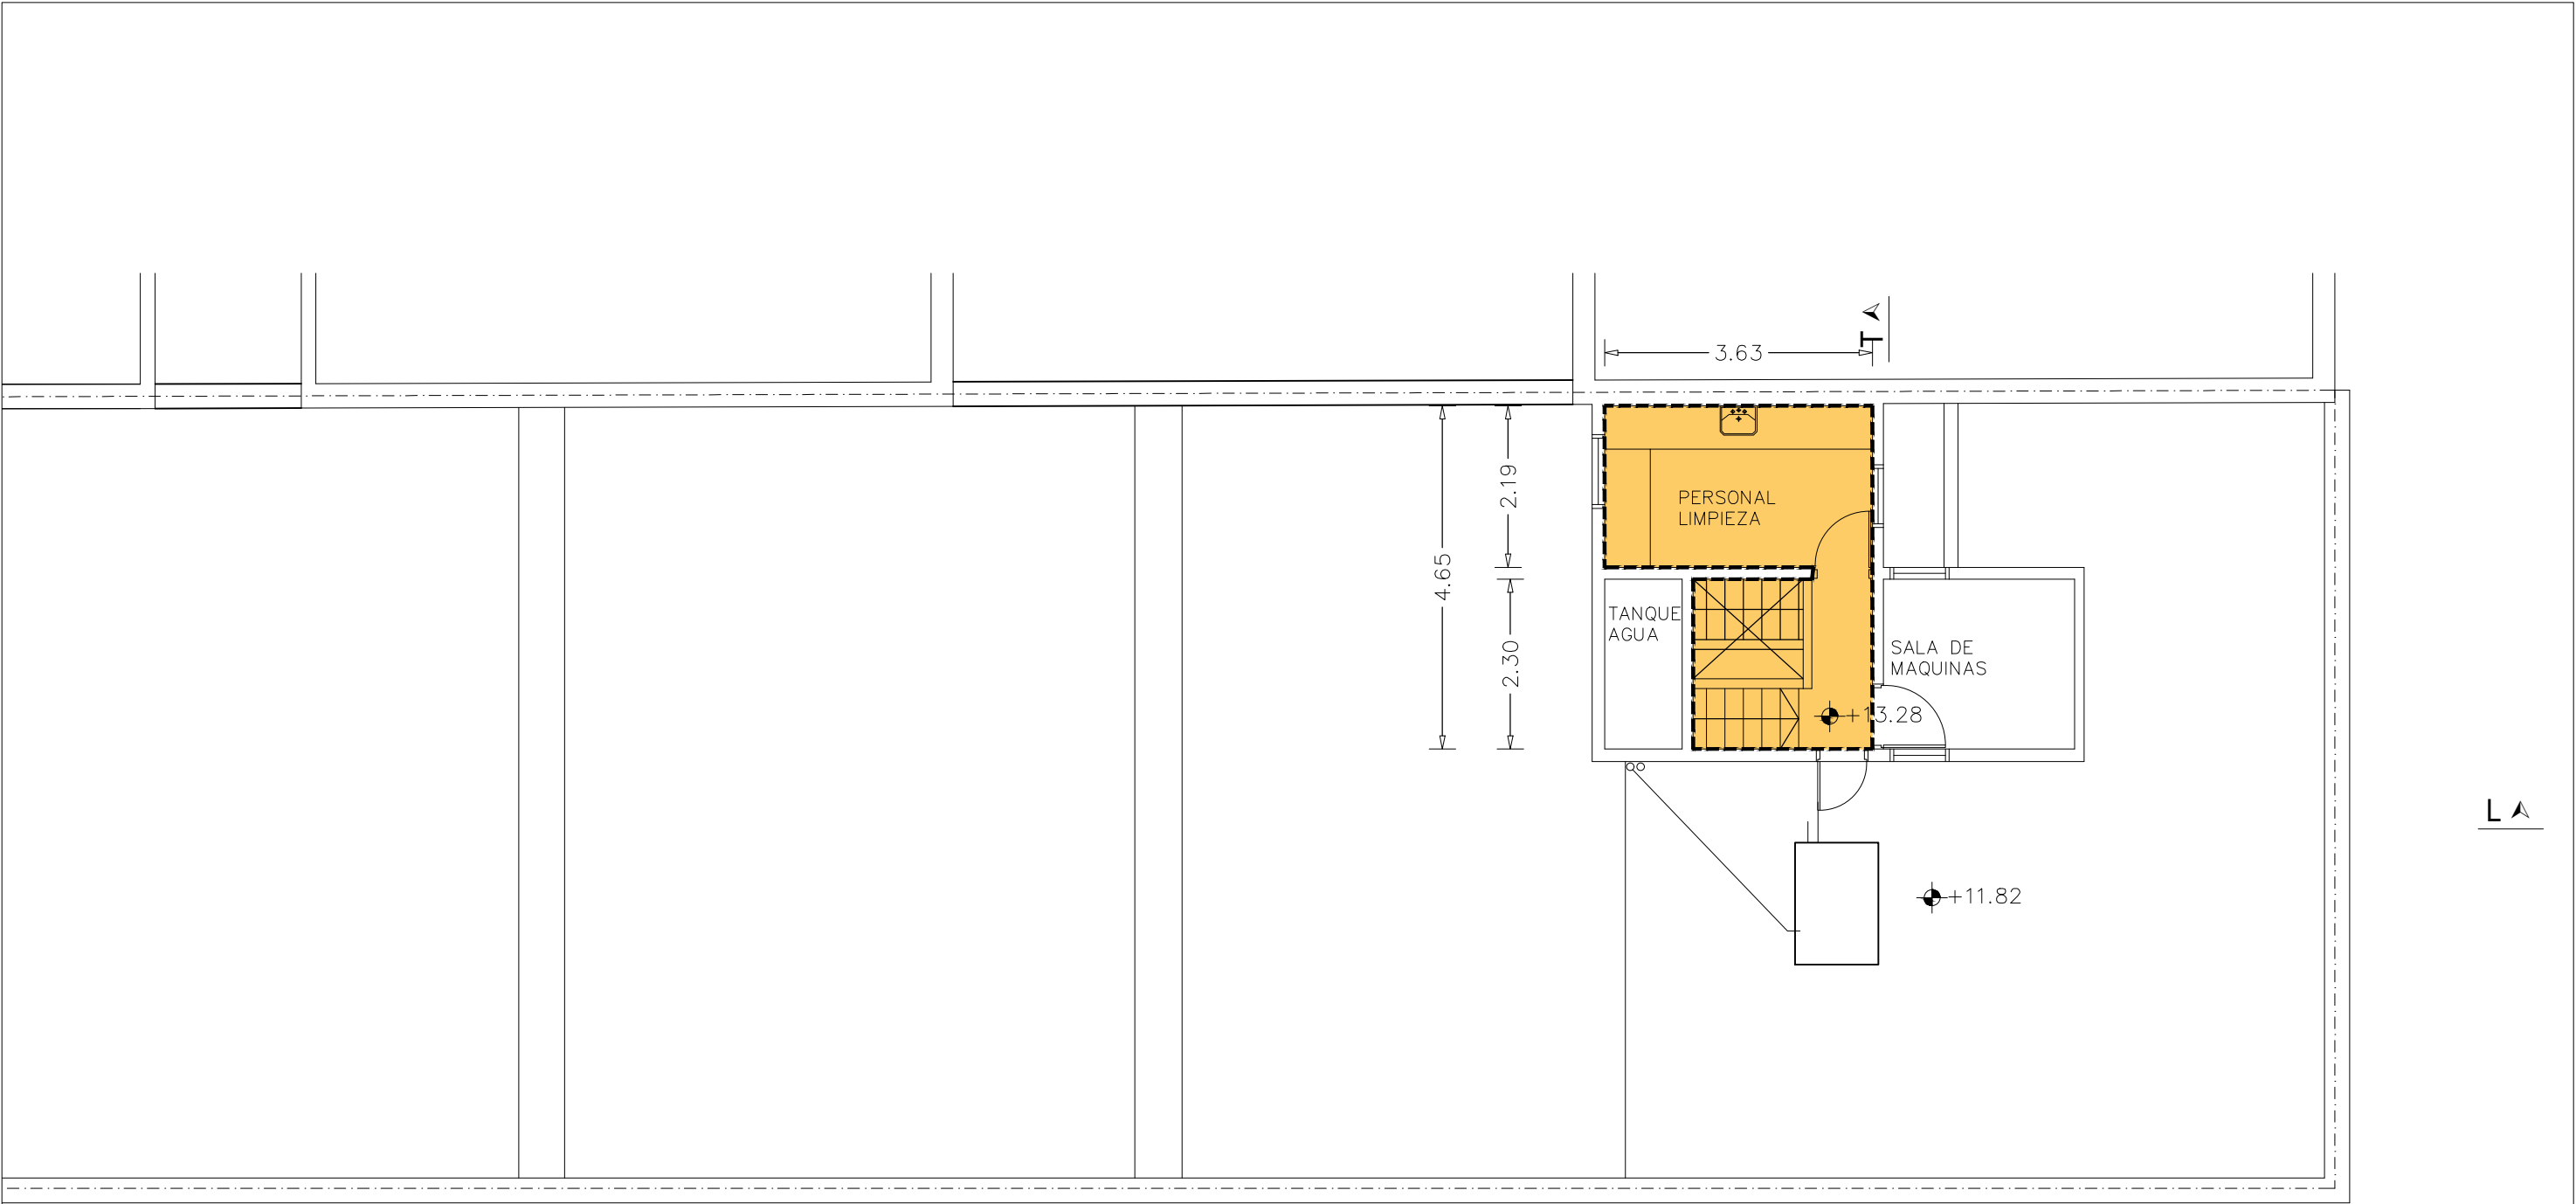 T
3.63
2.19
PERSONAL
LIMPIEZA
4.65
TANQUE
AGUA
2.30
SALA DE
MAQUINAS
+13.28
L
+11.82